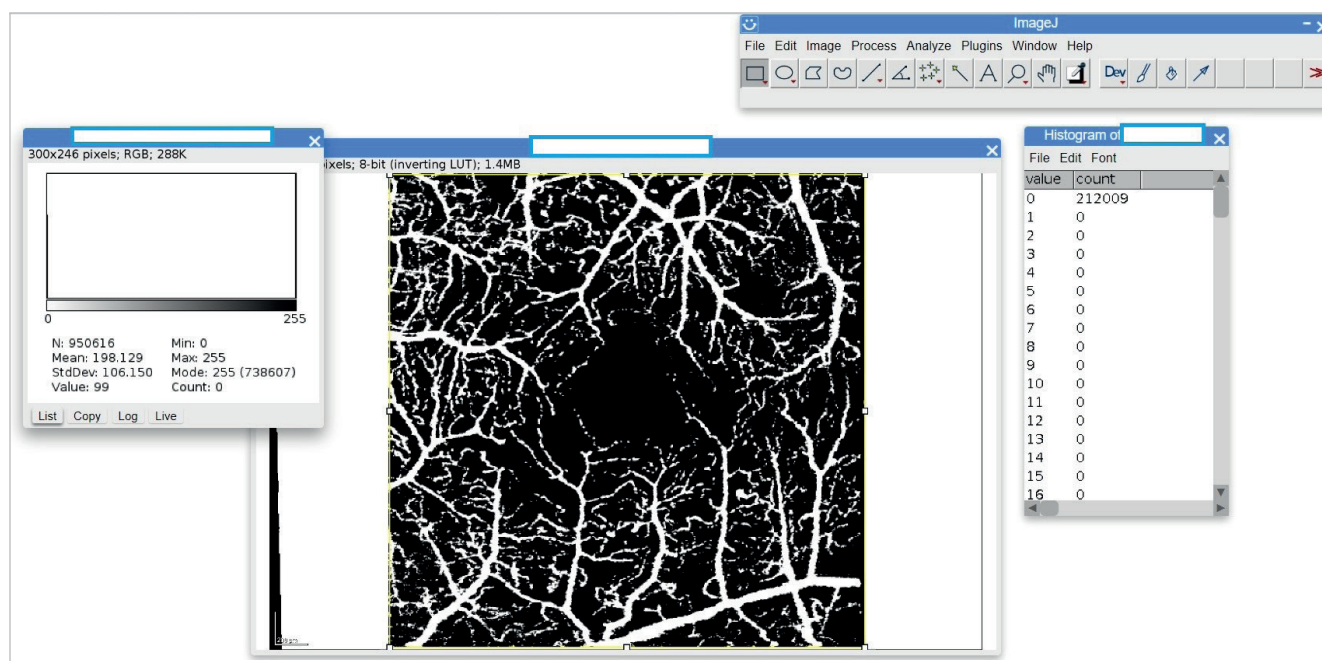 ImageJ
File Edit Image Process Analyze Plugins Window Help
Dev
300x246 pixels; RGB; 288K
0 255
N: 950616 Min: 0
Mean: 198.129 Max: 255
StdDev: 106.150 Mode: 255 (738607)
Value: 99 Count: 0
List Copy Log Live
pixels; 8-bit (inverting LUT); 1.4MB
Histogram of
File Edit Font
value count
0 212009
1 0
2 0
3 0
4 0
5 0
6 0
7 0
8 0
9 0
10 0
11 0
12 0
13 0
14 0
15 0
16 0